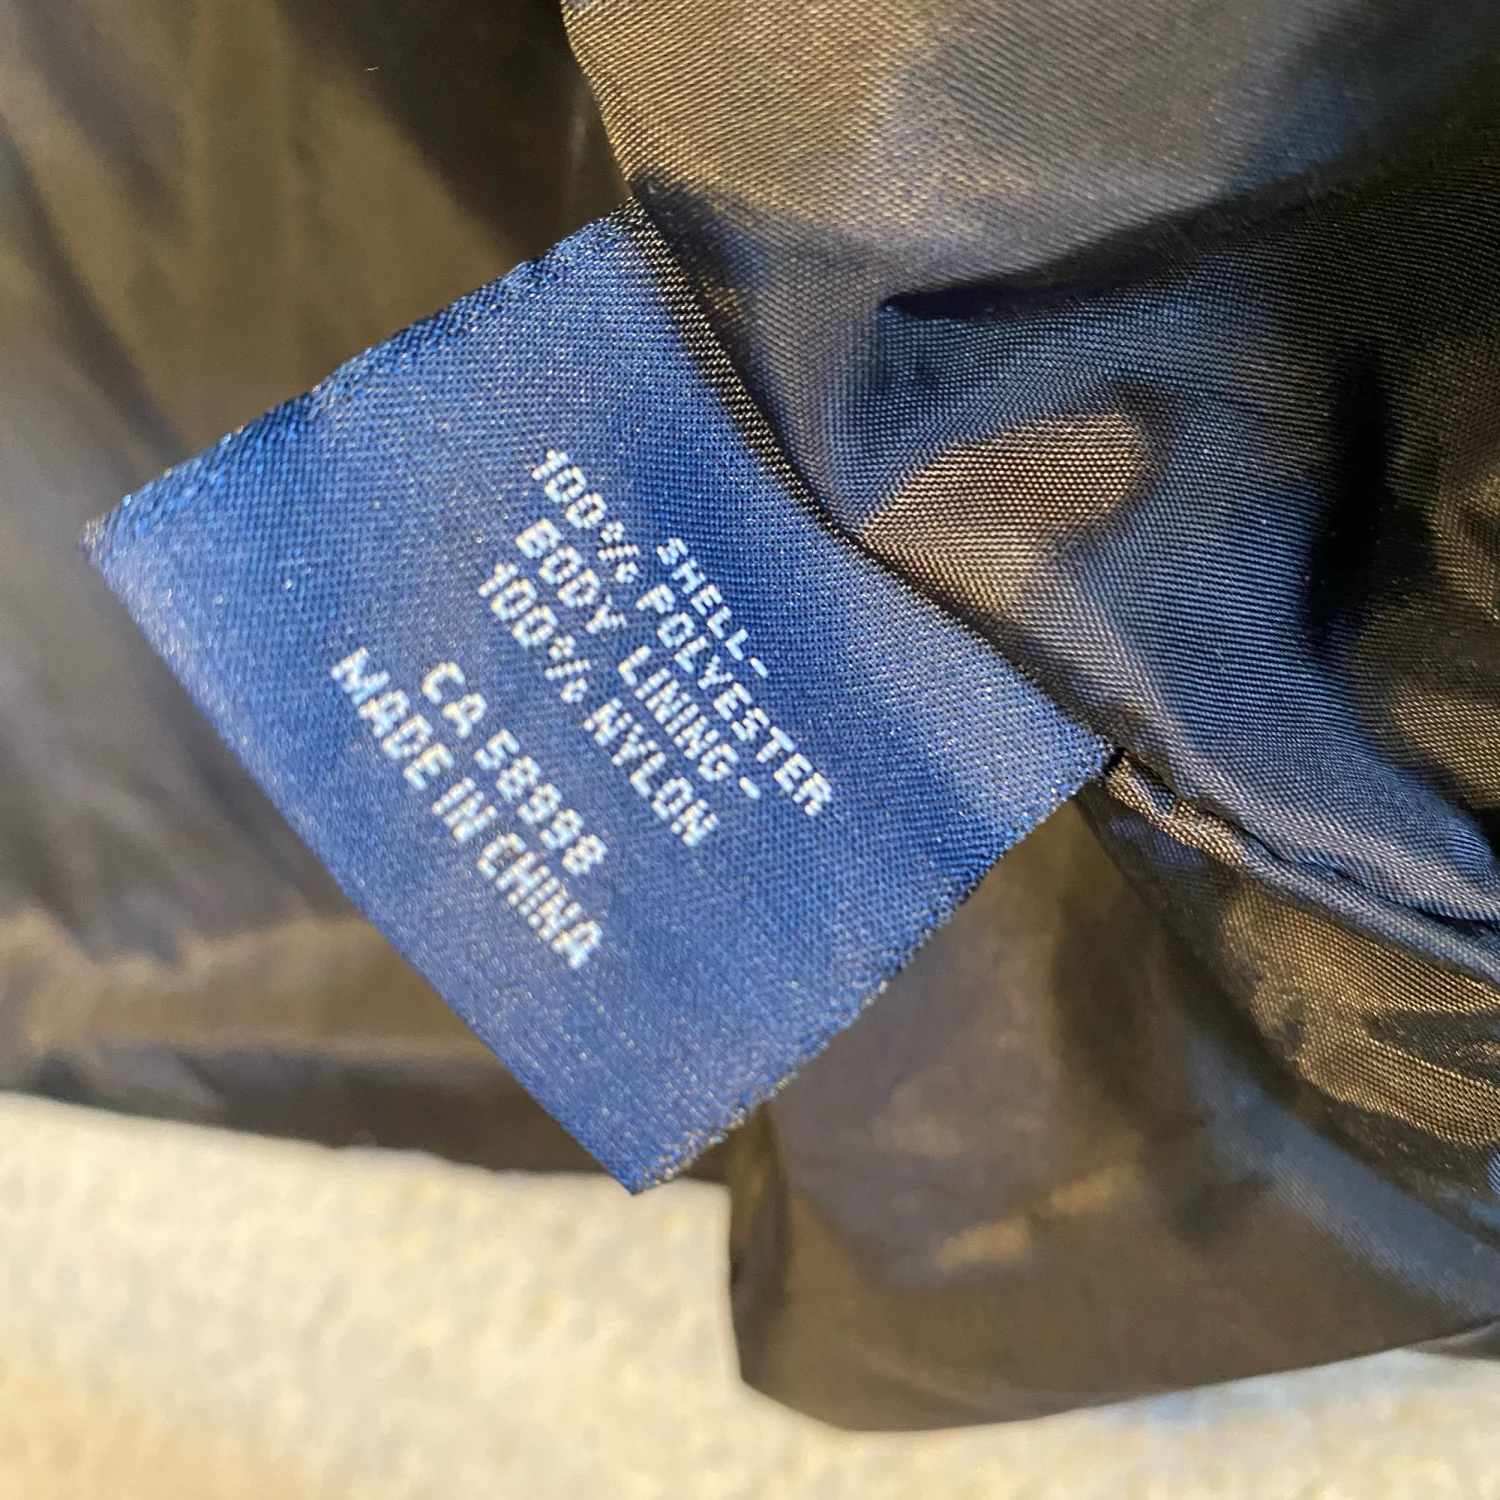 SHELL-
100% POLYESTER
BODY LINING-
100% NYLON
CA 58998
MADE IN CHINA